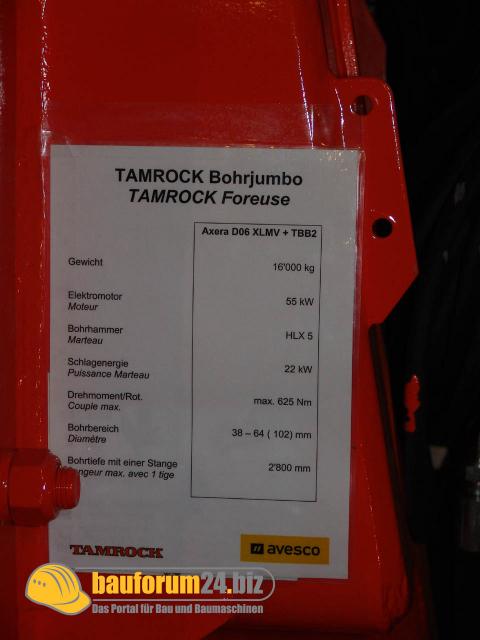 TAMROCK Bohrjumbo
TAMROCK Foreuse
Axera D06 XLMV + TBB2
Gewicht 16'000 kg
Elektromotor 55 kW
Moteur
Bohrhammer HLX 5
Marteau
Schlagenergie 22 kW
Puissance Marteau
Drehmoment/Rot. max. 625 Nm
Couple max.
Bohrbereich 38 – 64 ( 102) mm
Diamètre
Bohrtiefe mit einer Stange 2'800 mm
max. avec 1 tige
TAMROCK avesco
bauforum24.biz
Das Portal für Bau und Baumaschinen